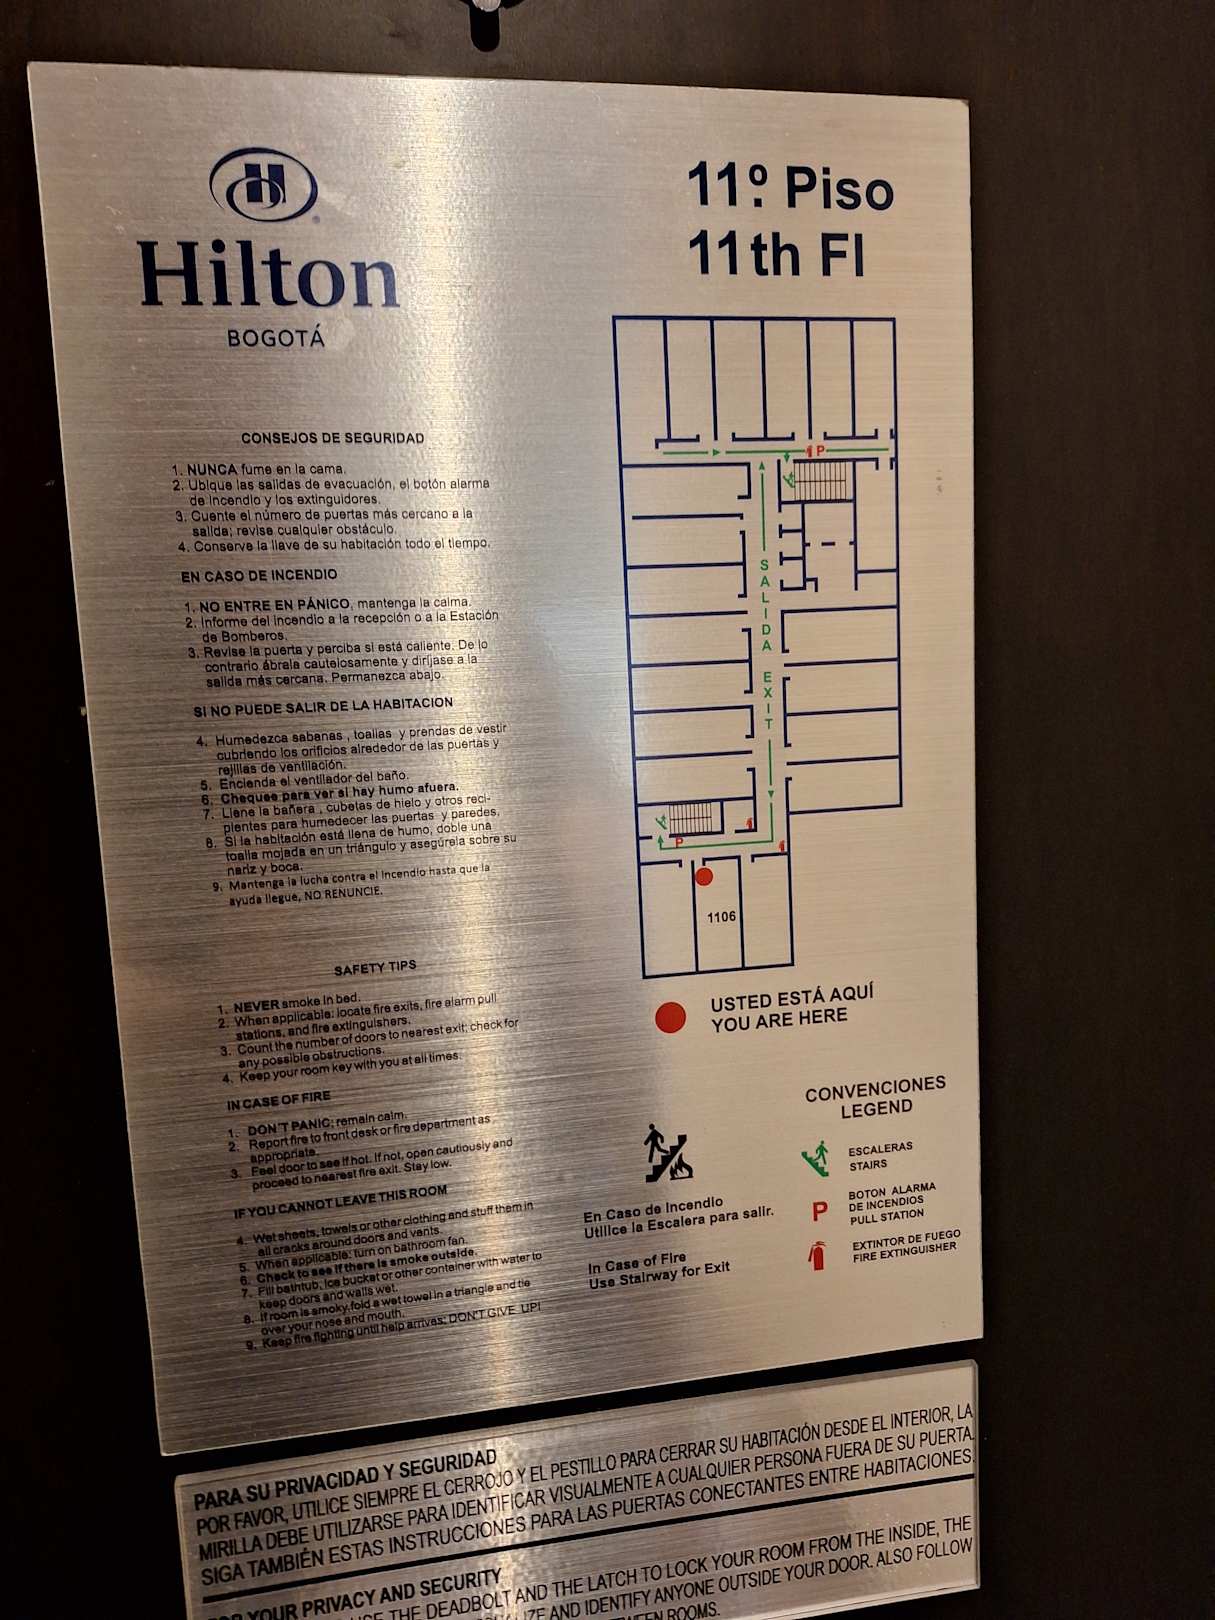 Hilton
BOGOTÁ
11º Piso
11th Fl
CONSEJOS DE SEGURIDAD
1. NUNCA fume en la cama.
2. Ubique las salidas de evacuación, el botón alarma
de Incendio y los extinguidores.
3. Cuente el número de puertas más cercano a la
salida; revise cualquier obstáculo.
4. Conserve la llave de su habitación todo el tiempo.
EN CASO DE INCENDIO
1. NO ENTRE EN PÁNICO, mantenga la calma.
2. Informe del incendio a la recepción o a la Estación
de Bomberos.
3. Revise la puerta y perciba si está caliente. De lo
contrario ábrala cautelosamente y diríjase a la
salida más cercana. Permanezca abajo.
SI NO PUEDE SALIR DE LA HABITACION
4. Humedezca sabanas , toallas y prendas de vestir
cubriendo los orificios alrededor de las puertas y
rejillas de ventilación.
5. Encienda el ventilador del baño.
6. Chequee para ver si hay humo afuera.
7. Llene la bañera , cubetas de hielo y otros reci-
pientes para humedecer las puertas y paredes,
8. Si la habitación está llena de humo, doble una
toalla mojada en un triángulo y asegúrela sobre su
nariz y boca.
9. Mantenga la lucha contra el incendio hasta que la
ayuda llegue, NO RENUNCIE.
SAFETY TIPS
1. NEVER smoke in bed.
2. When applicable: locate fire exits, fire alarm pull
stations, and fire extinguishers.
3. Count the number of doors to nearest exit; check for
any possible obstructions.
4. Keep your room key with you at all times.
IN CASE OF FIRE
1. DON'T PANIC; remain calm.
2. Report fire to front desk or fire department as
appropriate.
3. Feel door to see if hot. If not, open cautiously and
proceed to nearest fire exit. Stay low.
IF YOU CANNOT LEAVE THIS ROOM
4. Wet sheets, towels or other clothing and stuff them in
all cracks around doors and vents.
5. When applicable: turn on bathroom fan.
6. Check to see if there is smoke outside.
7. Fill bathtub, ice bucket or other container with water to
keep doors and walls wet.
8. If room is smoky, fold a wet towel in a triangle and tie
over your nose and mouth.
9. Keep fire fighting until help arrives; DON'T GIVE UP!
P
SALIDA EXIT
P
1106
USTED ESTÁ AQUÍ
YOU ARE HERE
CONVENCIONES
LEGEND
ESCALERAS
STAIRS
P
BOTON ALARMA
DE INCENDIOS
PULL STATION
EXTINTOR DE FUEGO
FIRE EXTINGUISHER
En Caso de Incendio
Utilice la Escalera para salir.
In Case of Fire
Use Stairway for Exit
PARA SU PRIVACIDAD Y SEGURIDAD
POR FAVOR, UTILICE SIEMPRE EL CERROJO Y EL PESTILLO PARA CERRAR SU HABITACIÓN DESDE EL INTERIOR, LA
MIRILLA DEBE UTILIZARSE PARA IDENTIFICAR VISUALMENTE A CUALQUIER PERSONA FUERA DE SU PUERTA.
SIGA TAMBIÉN ESTAS INSTRUCCIONES PARA LAS PUERTAS CONECTANTES ENTRE HABITACIONES.
FOR YOUR PRIVACY AND SECURITY
USE THE DEADBOLT AND THE LATCH TO LOCK YOUR ROOM FROM THE INSIDE, THE
AND IDENTIFY ANYONE OUTSIDE YOUR DOOR. ALSO FOLLOW
ROOMS.